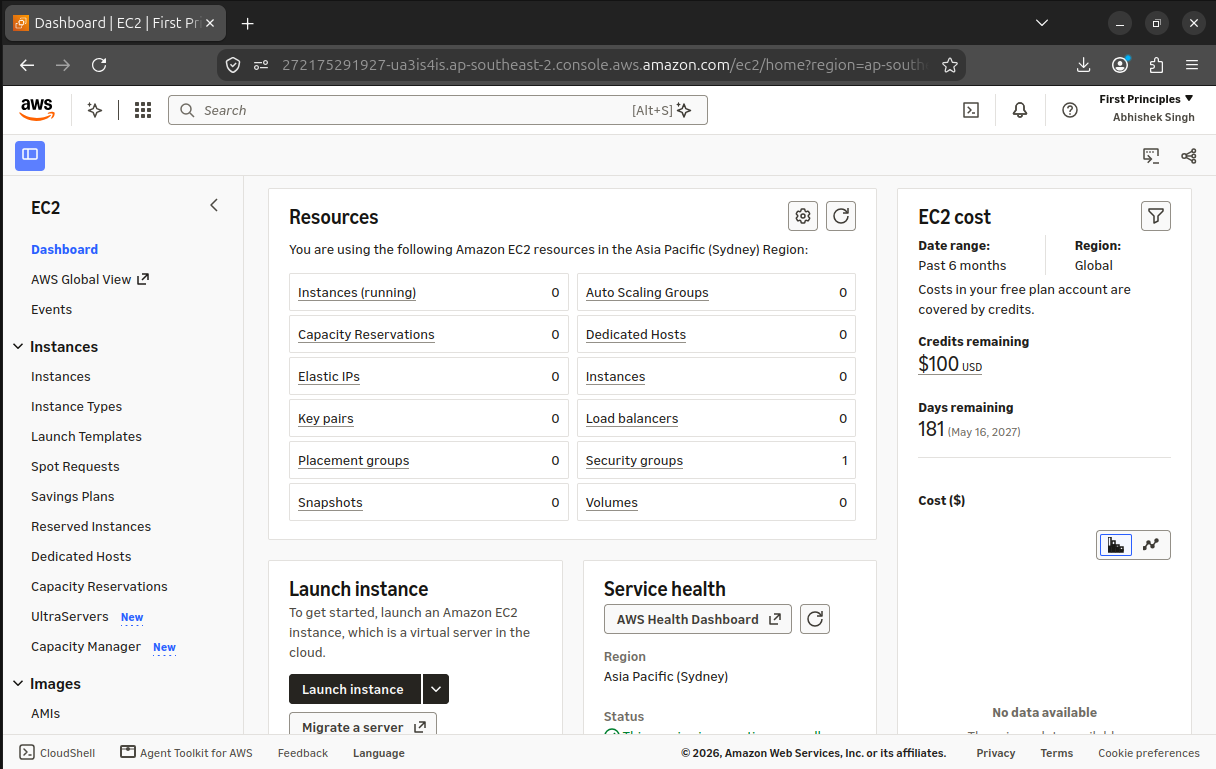 Dashboard | EC2 | First Pri
272175291927-ua3is4is.ap-southeast-2.console.aws.amazon.com/ec2/home?region=ap-south
aws
Search
[Alt+S]
First Principles
Abhishek Singh
EC2
Dashboard
AWS Global View
Events
Instances
Instances
Instance Types
Launch Templates
Spot Requests
Savings Plans
Reserved Instances
Dedicated Hosts
Capacity Reservations
UltraServers New
Capacity Manager New
Images
AMIs
Resources
You are using the following Amazon EC2 resources in the Asia Pacific (Sydney) Region:
Instances (running) 0
Auto Scaling Groups 0
Capacity Reservations 0
Dedicated Hosts 0
Elastic IPs 0
Instances 0
Key pairs 0
Load balancers 0
Placement groups 0
Security groups 1
Snapshots 0
Volumes 0
Launch instance
To get started, launch an Amazon EC2
instance, which is a virtual server in the
cloud.
Launch instance
Migrate a server
Service health
AWS Health Dashboard
Region
Asia Pacific (Sydney)
Status
EC2 cost
Date range:
Past 6 months
Region:
Global
Costs in your free plan account are
covered by credits.
Credits remaining
$100 USD
Days remaining
181 (May 16, 2027)
Cost ($)
No data available
CloudShell
Agent Toolkit for AWS
Feedback
Language
© 2026, Amazon Web Services, Inc. or its affiliates.
Privacy
Terms
Cookie preferences